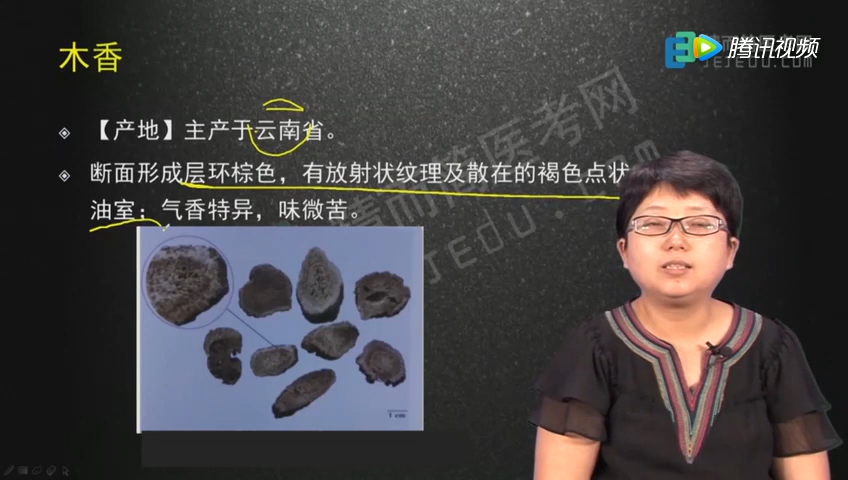 木香
腾讯视频
JEJEDU.COM
【产地】主产于云南省。
断面形成层环棕色，有放射状纹理及散在的褐色点状
油室；气香特异，味微苦。
1 cm